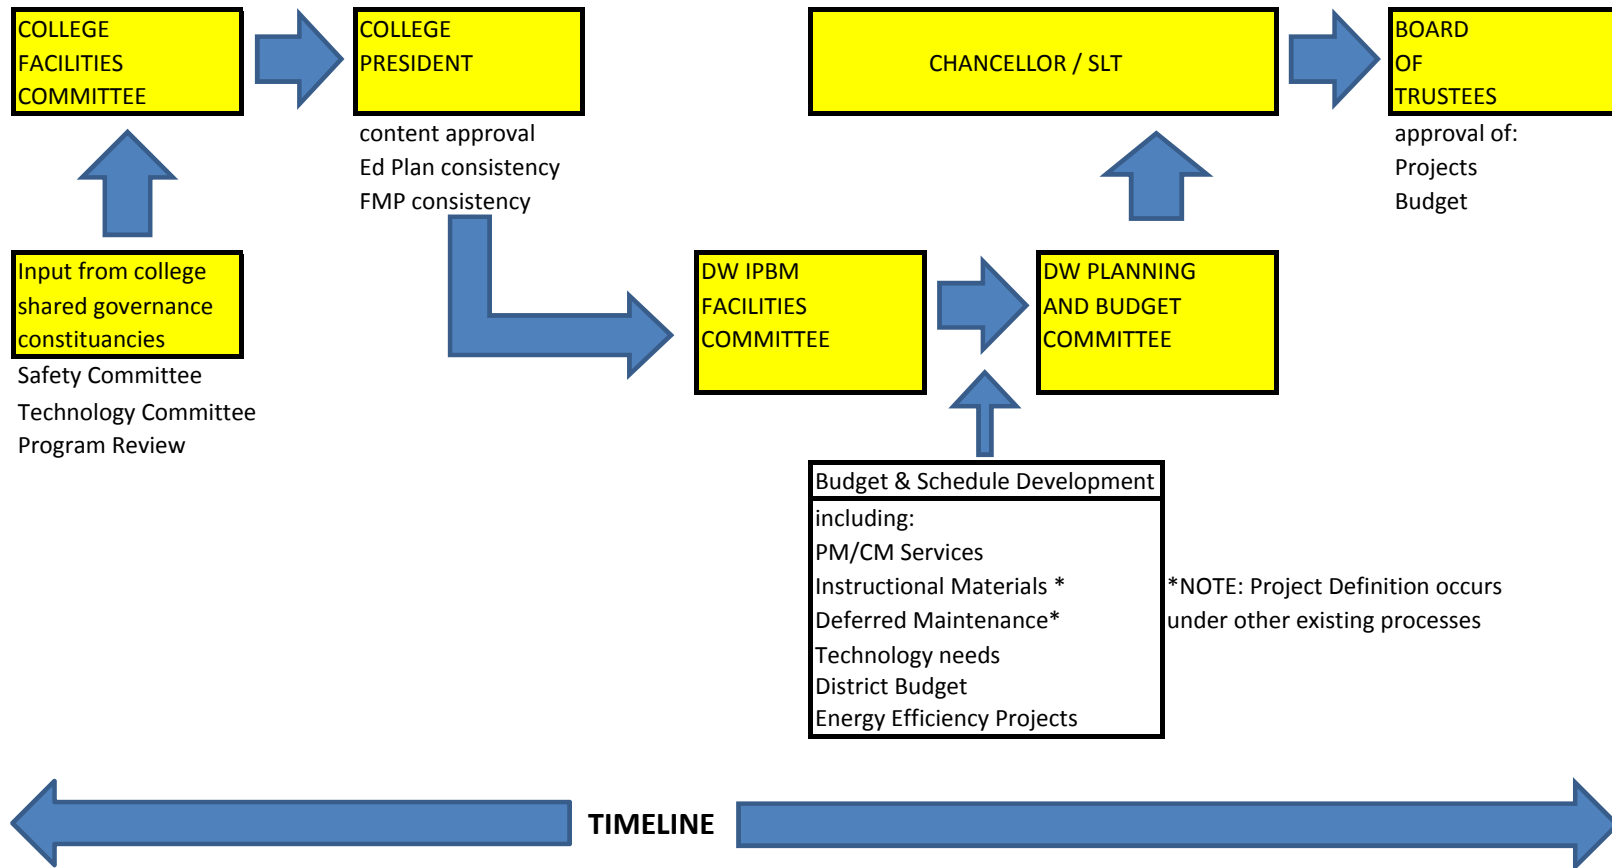 COLLEGE
FACILITIES
COMMITTEE
COLLEGE
PRESIDENT
content approval
Ed Plan consistency
FMP consistency
CHANCELLOR / SLT
BOARD
OF
TRUSTEES
approval of:
Projects
Budget
Input from college
shared governance
constituancies
Safety Committee
Technology Committee
Program Review
DW IPBM
FACILITIES
COMMITTEE
DW PLANNING
AND BUDGET
COMMITTEE
Budget & Schedule Development
including:
PM/CM Services
Instructional Materials *
Deferred Maintenance*
Technology needs
District Budget
Energy Efficiency Projects
*NOTE: Project Definition occurs
under other existing processes
TIMELINE